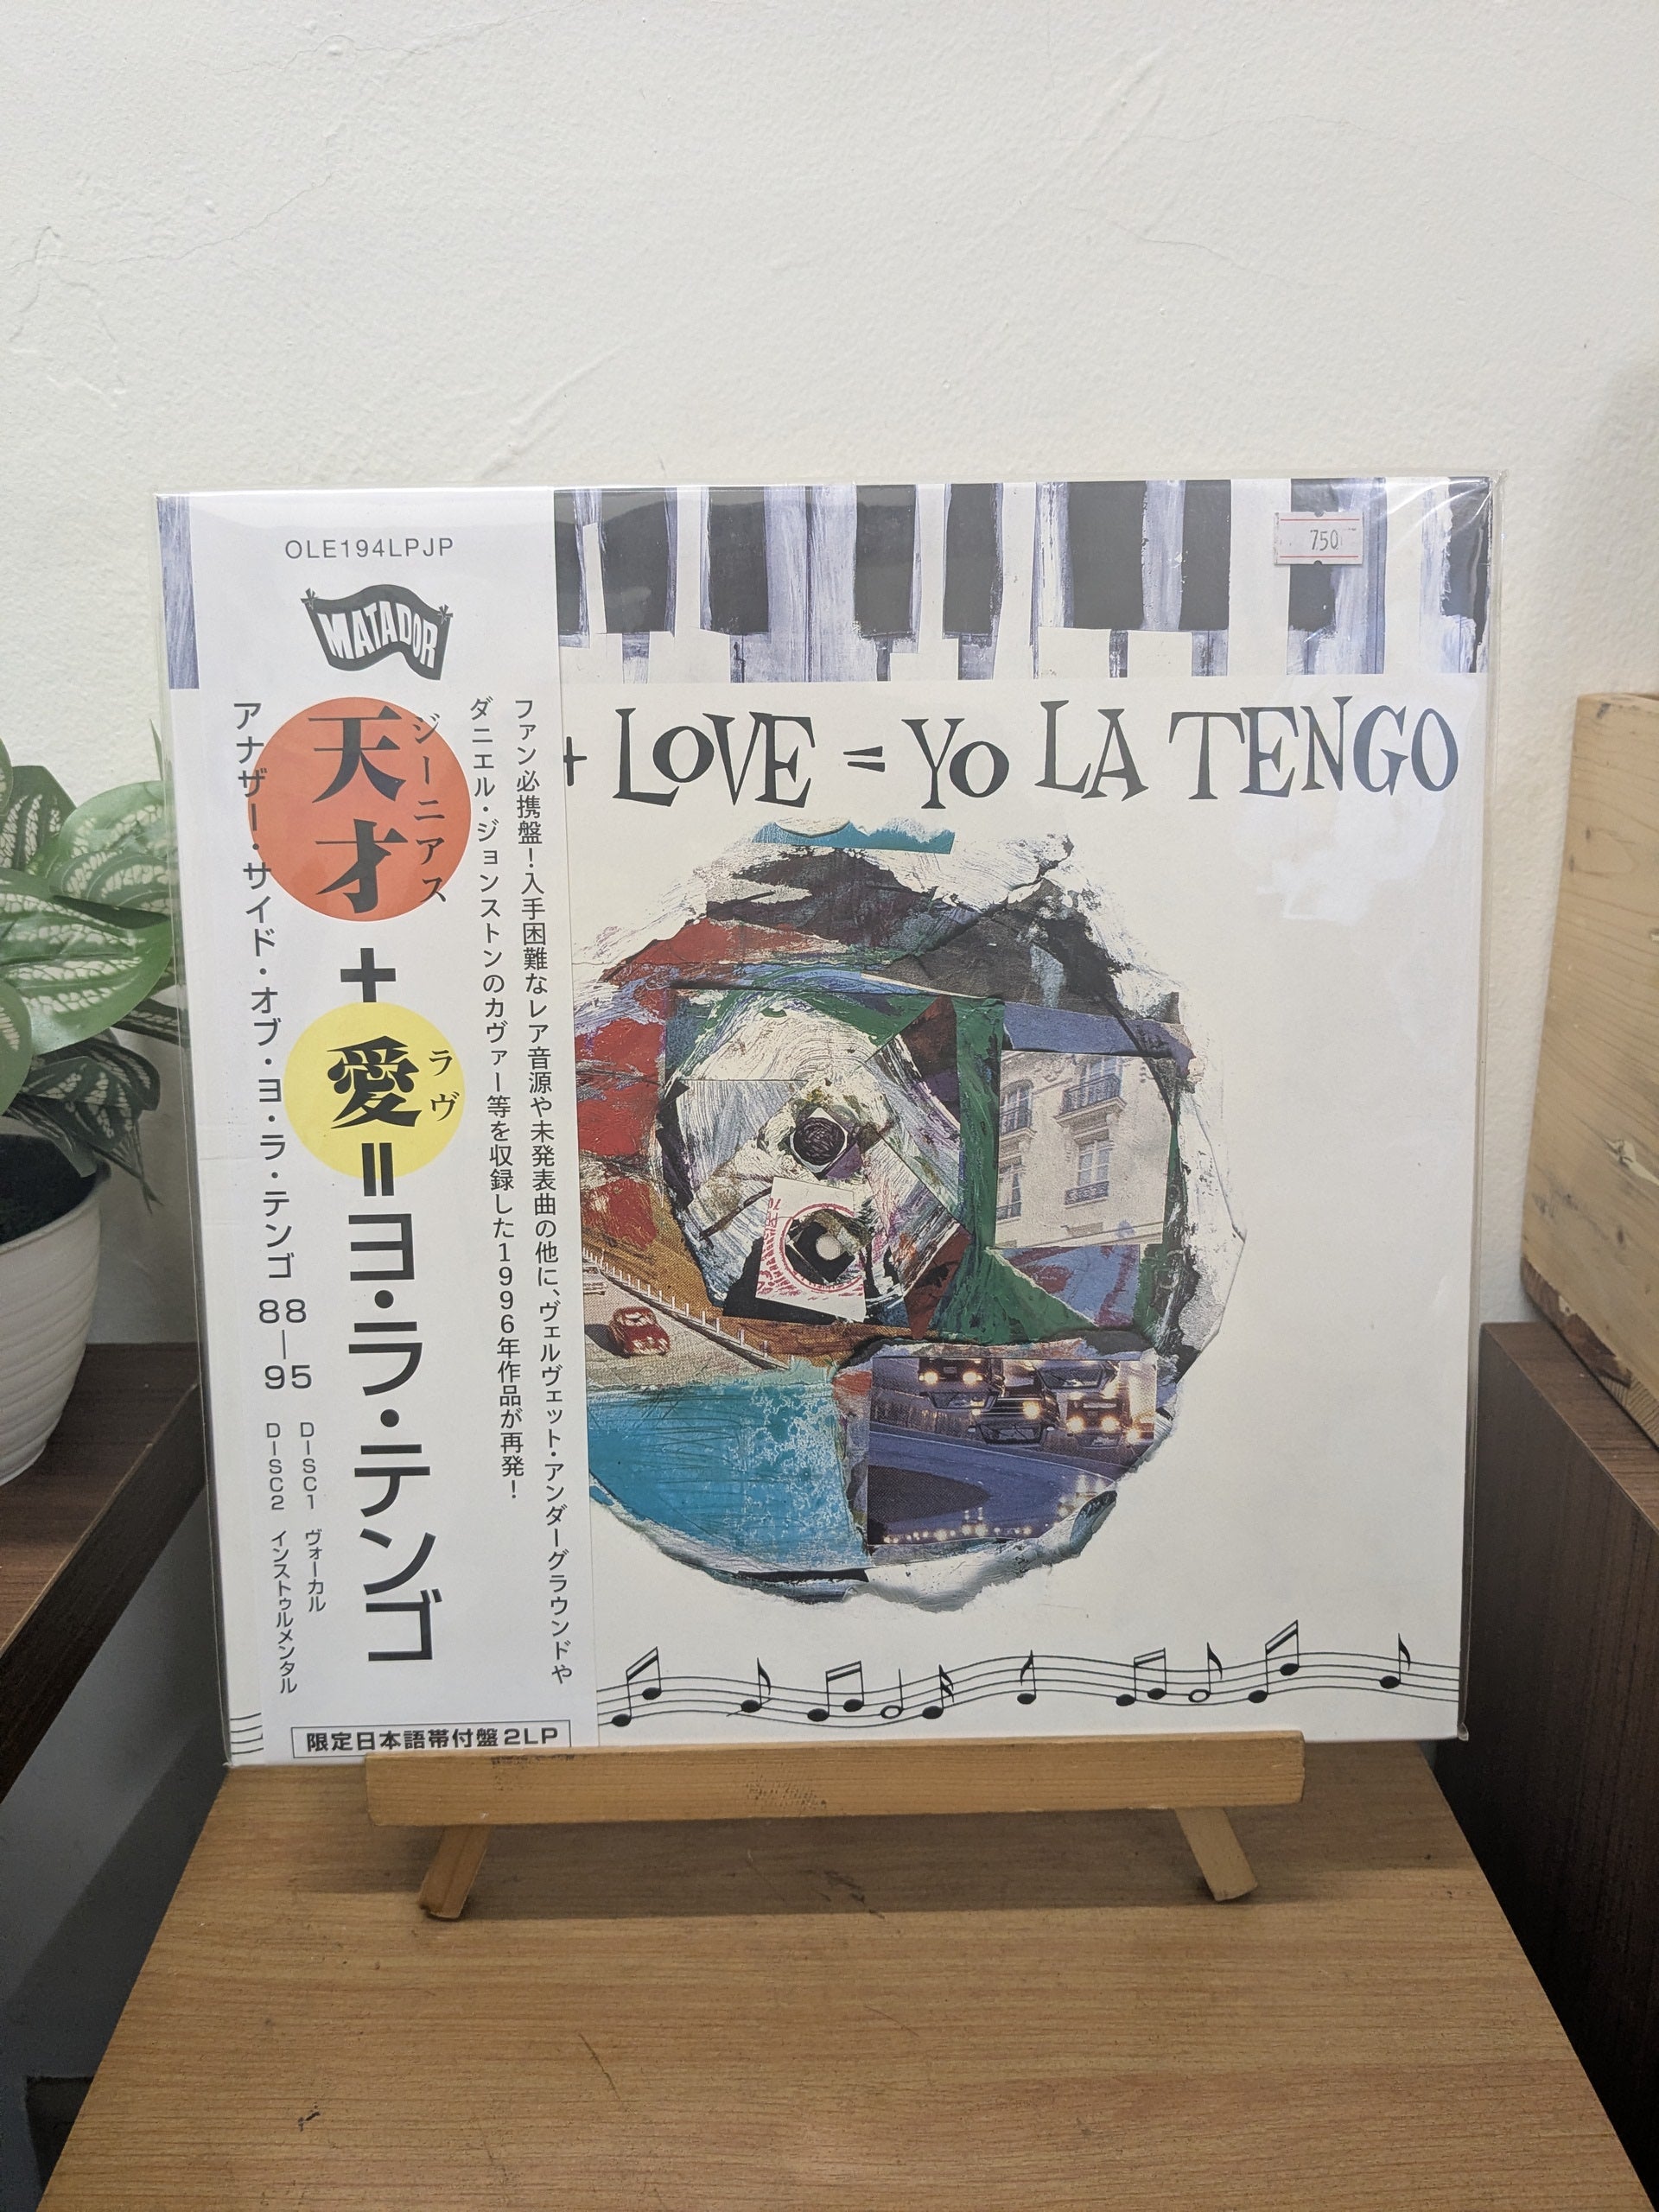 OLE194LPJP
MATADOR
ファン必携盤！入手困難なレア音源や未発表曲の他に、ヴェルヴェット・アンダーグラウンドや
ダニエル・ジョンストンのカヴァー等を収録した1996年作品が再発！
ジーニアス
ラヴ
天才+愛=ヨ・ラ・テンゴ
アナザー・サイド・オブ・ヨ・ラ・テンゴ 88—95
DISC1 ヴォーカル
DISC2 インストゥルメンタル
限定日本語帯付盤2LP
750
+ LOVE = YO LA TENGO